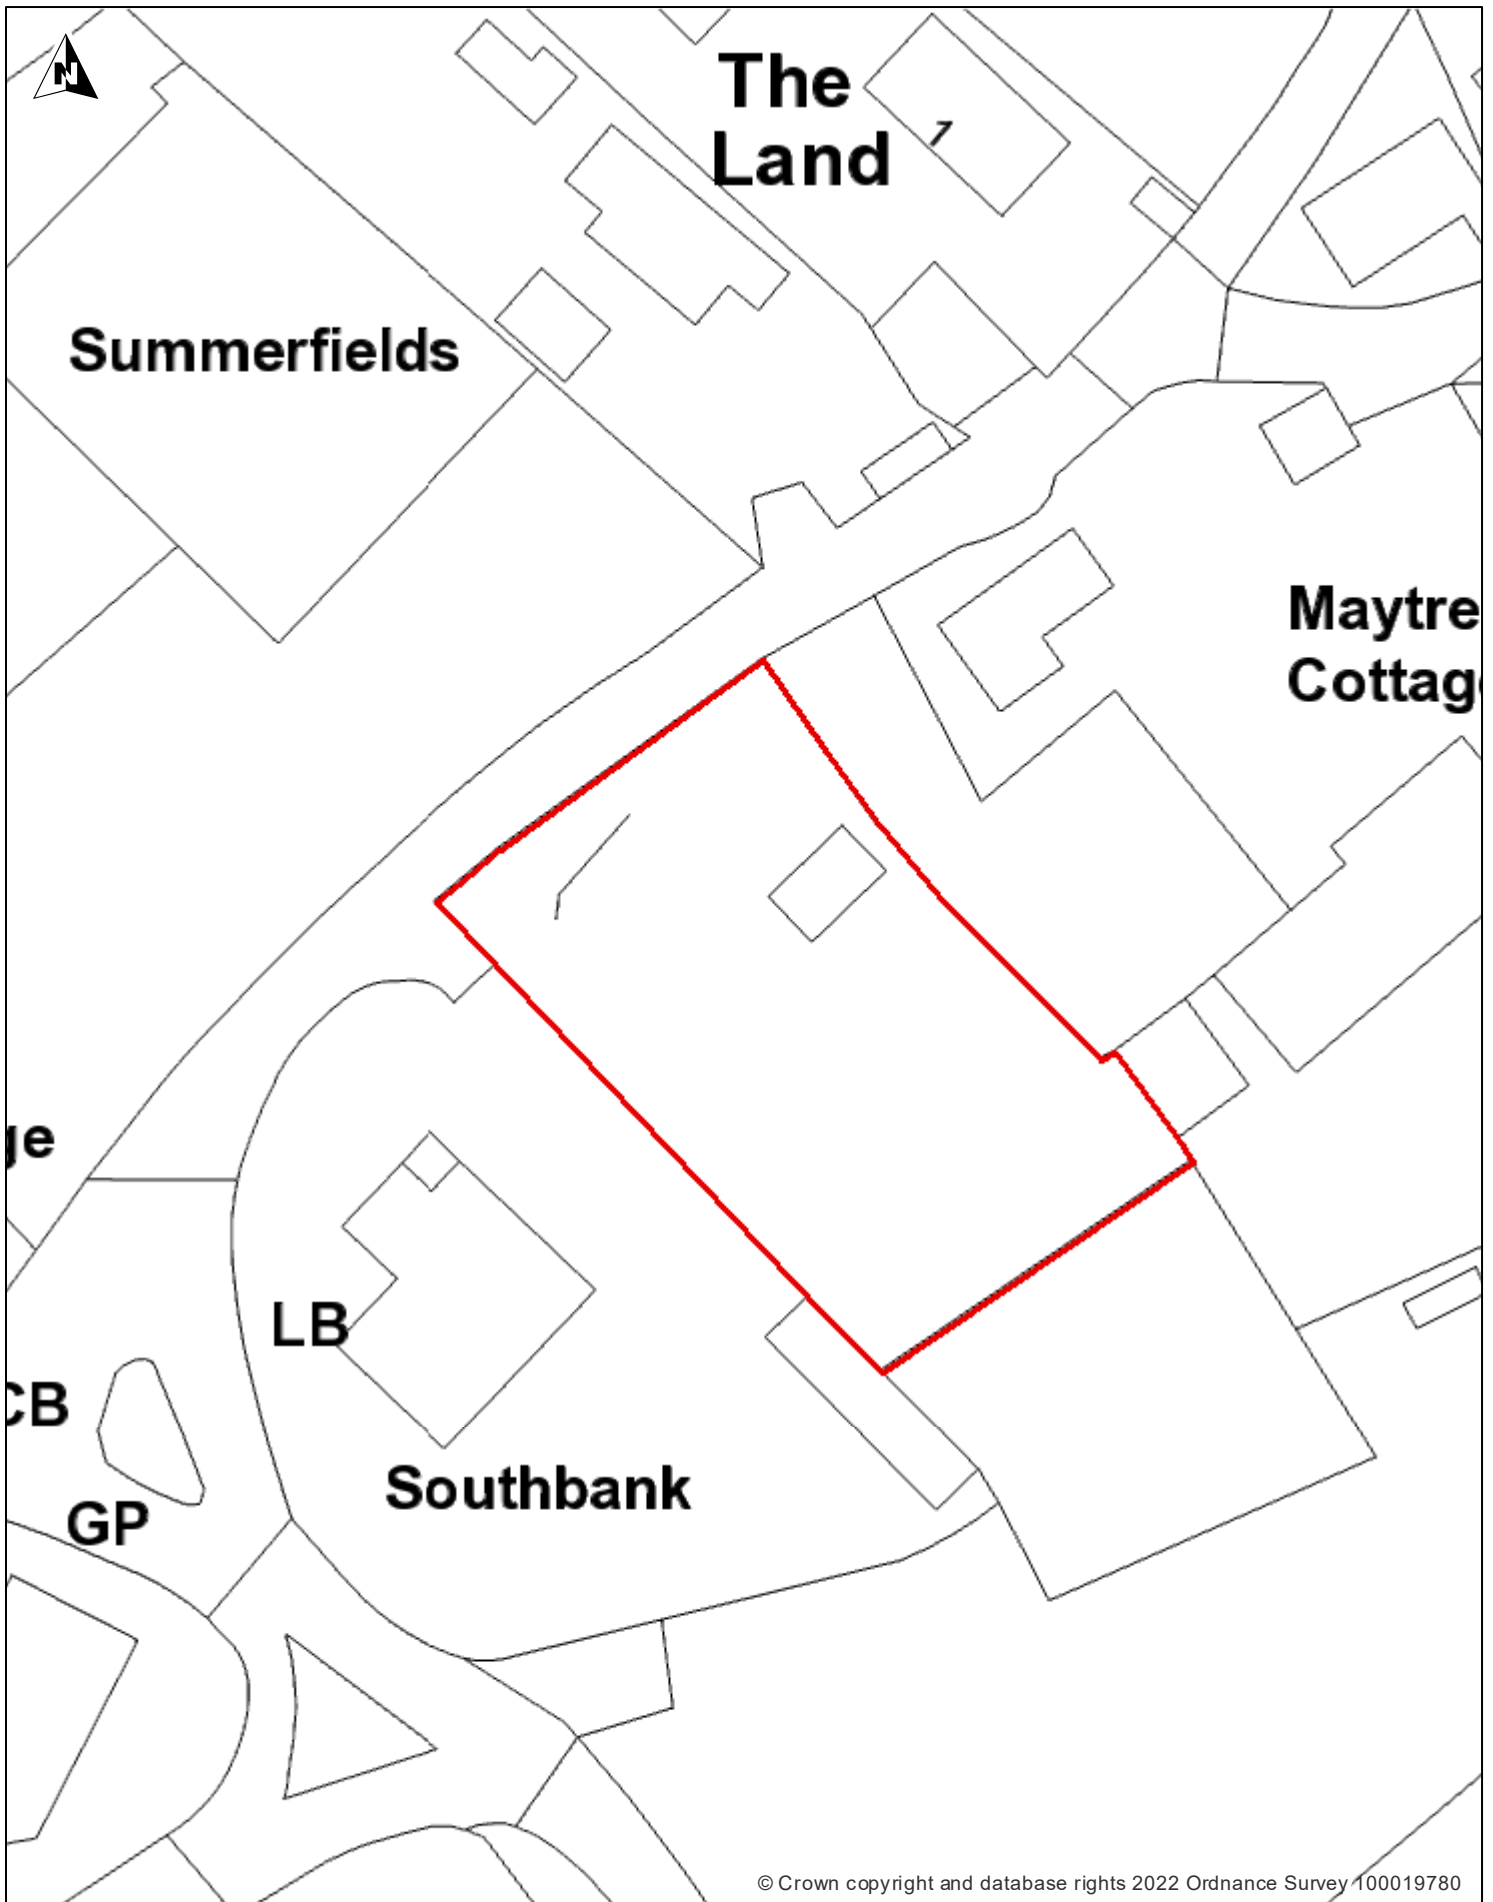 N
The
Land
1
Summerfields
Maytre
Cottag
ge
LB
CB
Southbank
GP
© Crown copyright and database rights 2022 Ordnance Survey 100019780